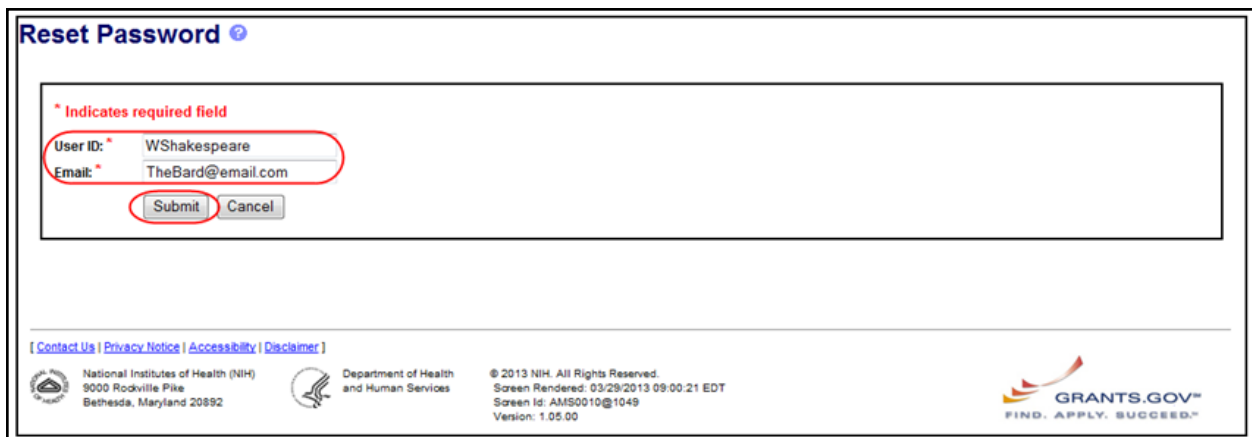 Reset Password ?
* Indicates required field
User ID: * WShakespeare
Email: * TheBard@email.com
Submit Cancel
[ Contact Us | Privacy Notice | Accessibility | Disclaimer ]
National Institutes of Health (NIH)
9000 Rockville Pike
Bethesda, Maryland 20892
Department of Health
and Human Services
© 2013 NIH. All Rights Reserved.
Screen Rendered: 03/29/2013 09:00:21 EDT
Screen Id: AMS0010@1049
Version: 1.05.00
GRANTS.GOV℠
FIND. APPLY. SUCCEED.℠